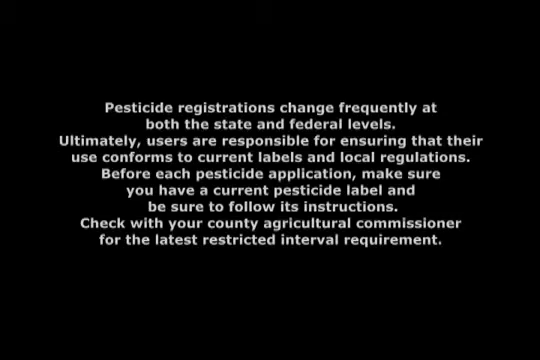 Pesticide registrations change frequently at
both the state and federal levels.
Ultimately, users are responsible for ensuring that their
use conforms to current labels and local regulations.
Before each pesticide application, make sure
you have a current pesticide label and
be sure to follow its instructions.
Check with your county agricultural commissioner
for the latest restricted interval requirement.